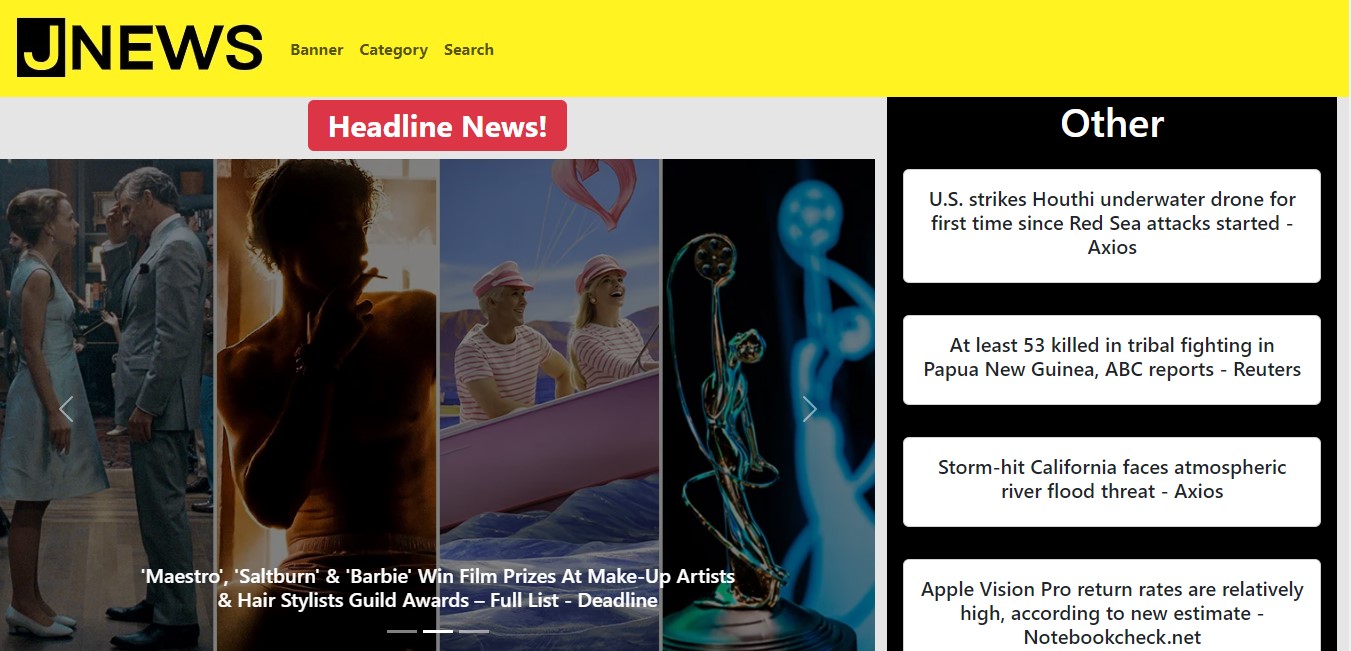 JNEWS
Banner Category Search
Headline News!
'Maestro', 'Saltburn' & 'Barbie' Win Film Prizes At Make-Up Artists
& Hair Stylists Guild Awards – Full List - Deadline
Other
U.S. strikes Houthi underwater drone for
first time since Red Sea attacks started -
Axios
At least 53 killed in tribal fighting in
Papua New Guinea, ABC reports - Reuters
Storm-hit California faces atmospheric
river flood threat - Axios
Apple Vision Pro return rates are relatively
high, according to new estimate -
Notebookcheck.net